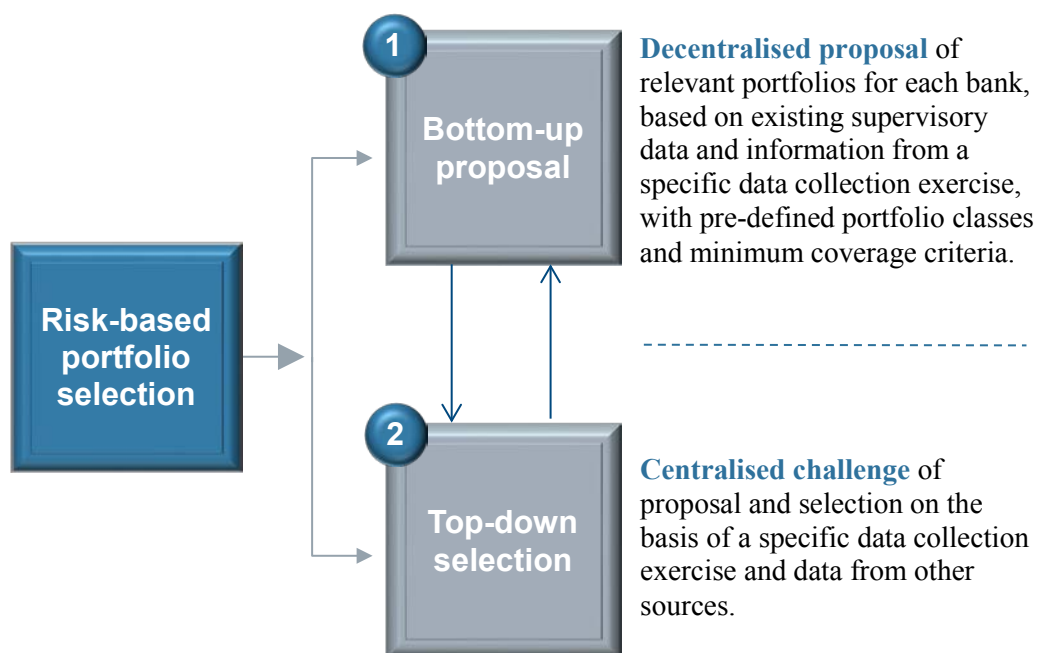 Risk-based
portfolio
selection
1
Bottom-up
proposal
Decentralised proposal of
relevant portfolios for each bank,
based on existing supervisory
data and information from a
specific data collection exercise,
with pre-defined portfolio classes
and minimum coverage criteria.
2
Top-down
selection
Centralised challenge of
proposal and selection on the
basis of a specific data collection
exercise and data from other
sources.